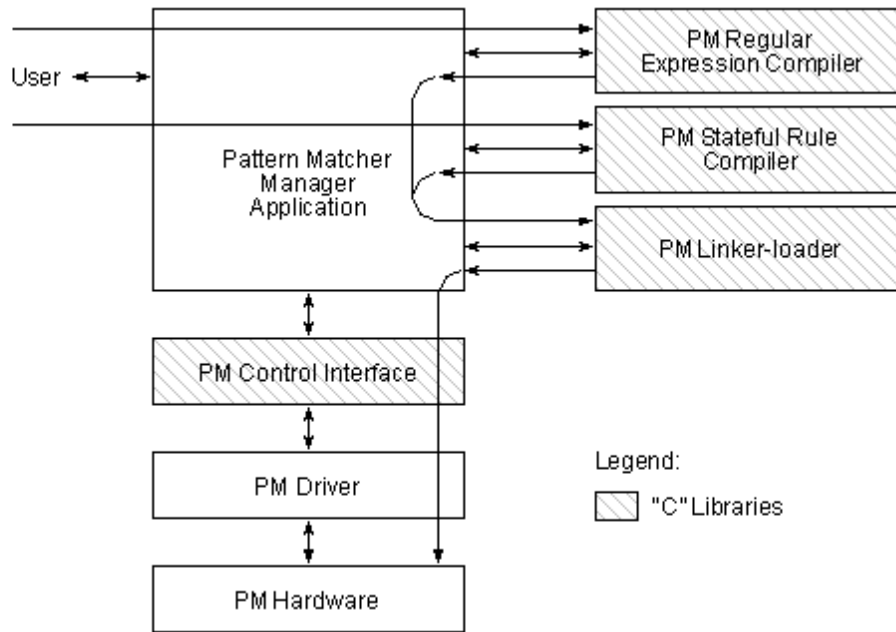 PM Regular
Expression Compiler
User
PM Stateful Rule
Compiler
Pattern Matcher
Manager
Application
PM Linker-loader
PM Control Interface
PM Driver
Legend:
"C" Libraries
PM Hardware